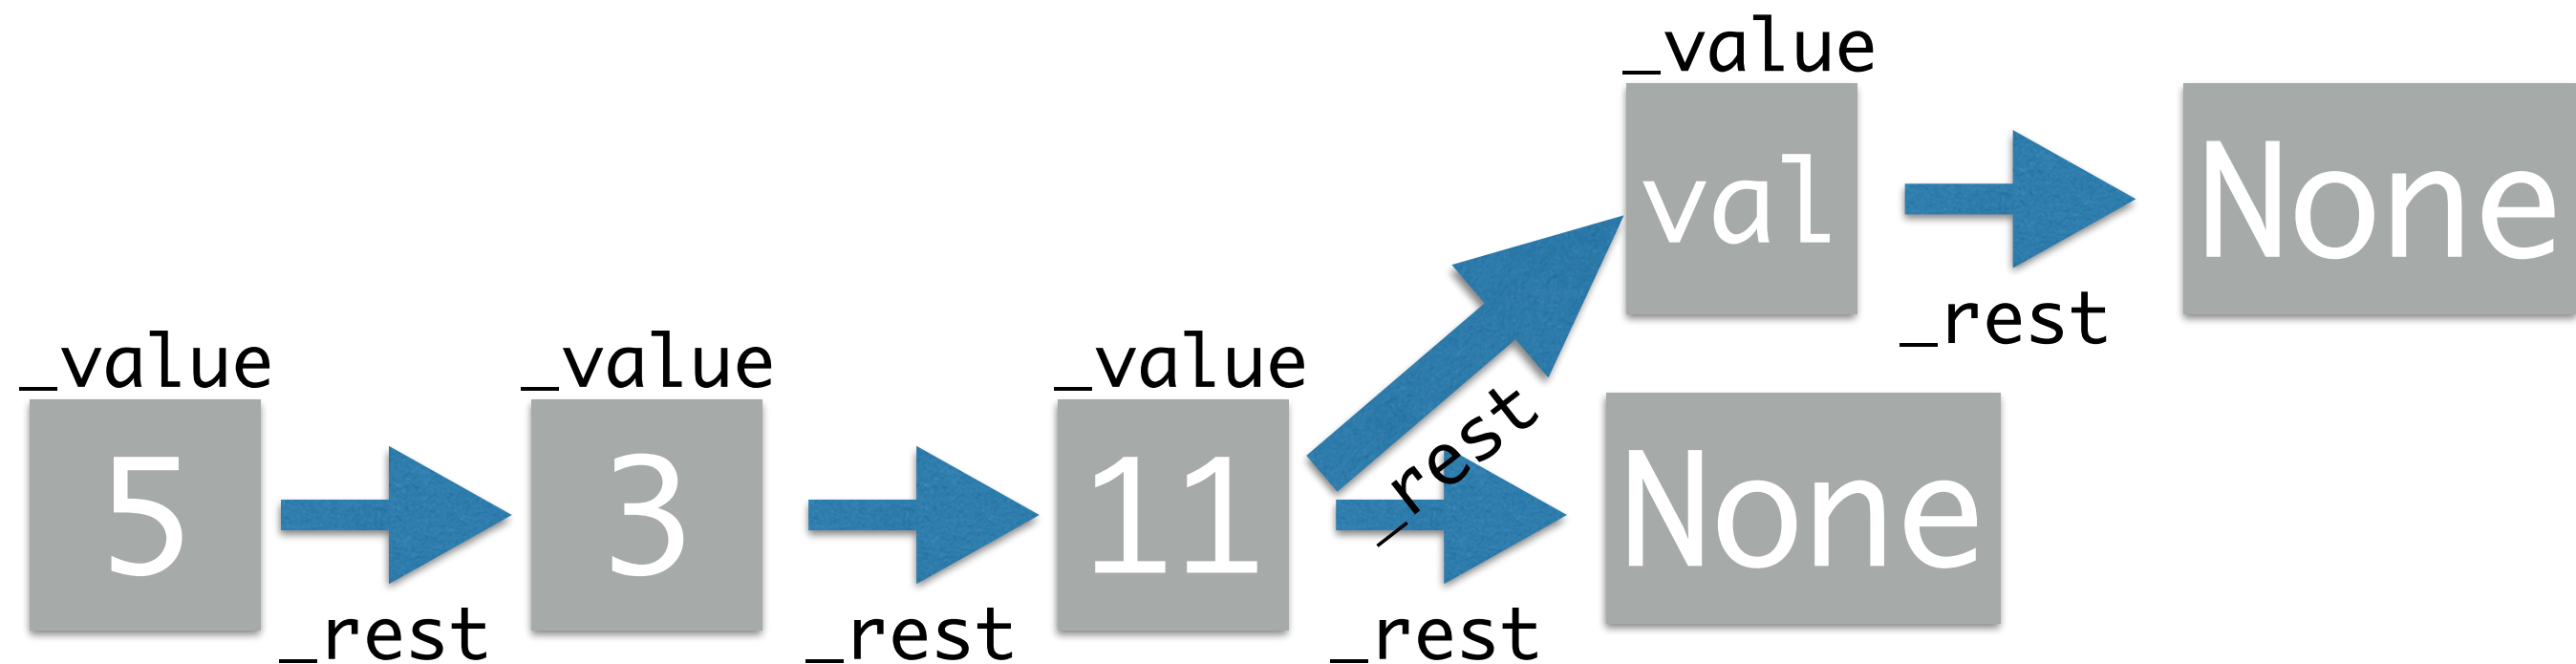 _value
val
None
_rest
_value
_value
_value
_rest
5
3
11
None
_rest
_rest
_rest